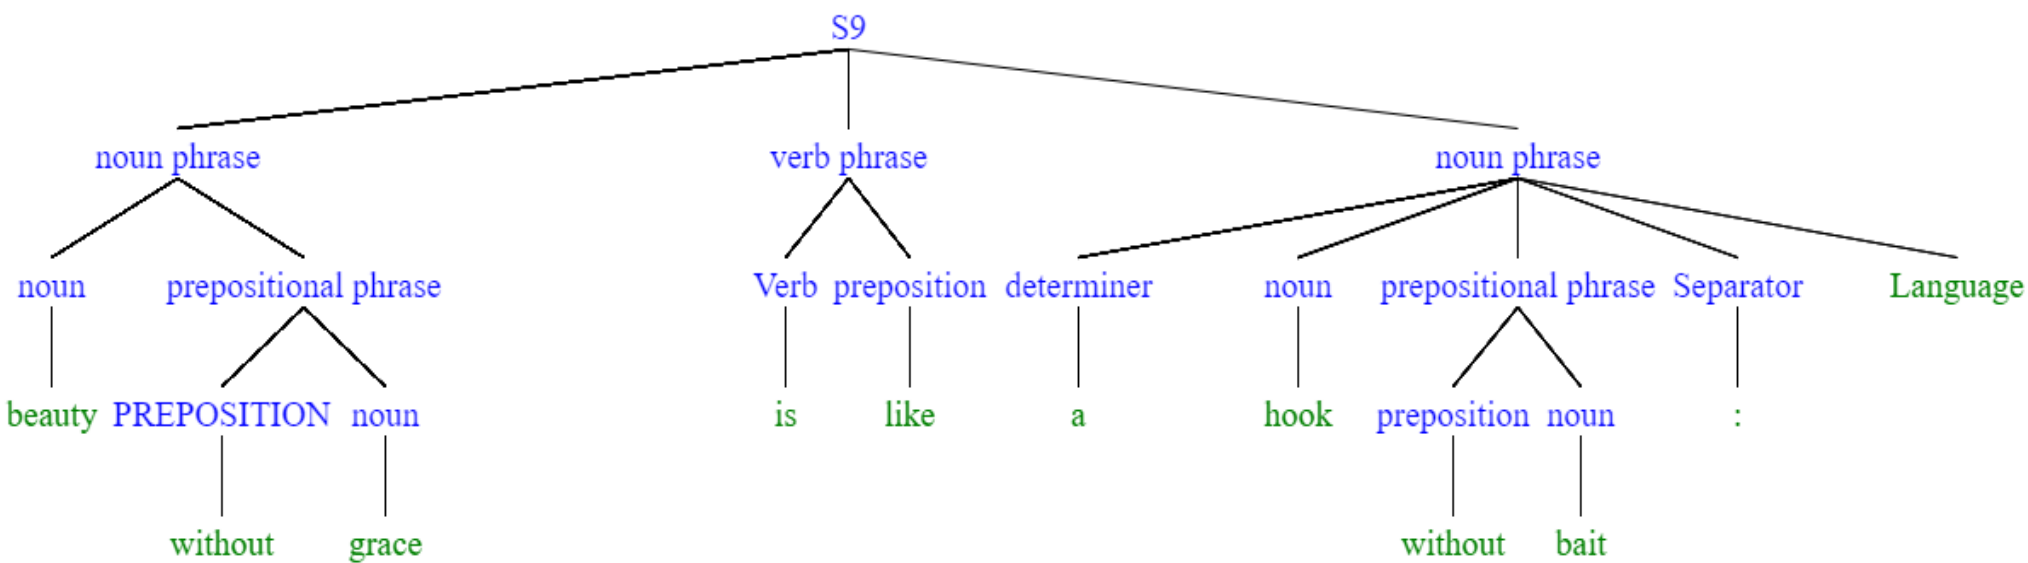 S9
noun phrase verb phrase noun phrase
noun prepositional phrase Verb preposition determiner noun prepositional phrase Separator Language
beauty PREPOSITION noun is like a hook preposition noun :
without grace without bait